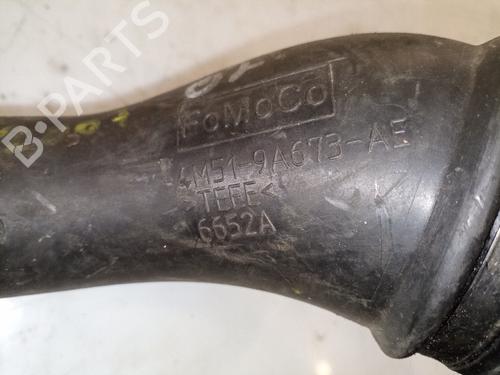 FoMoCo
4M51-9A673-AE
>TEFE<
6652A
B-PARTS